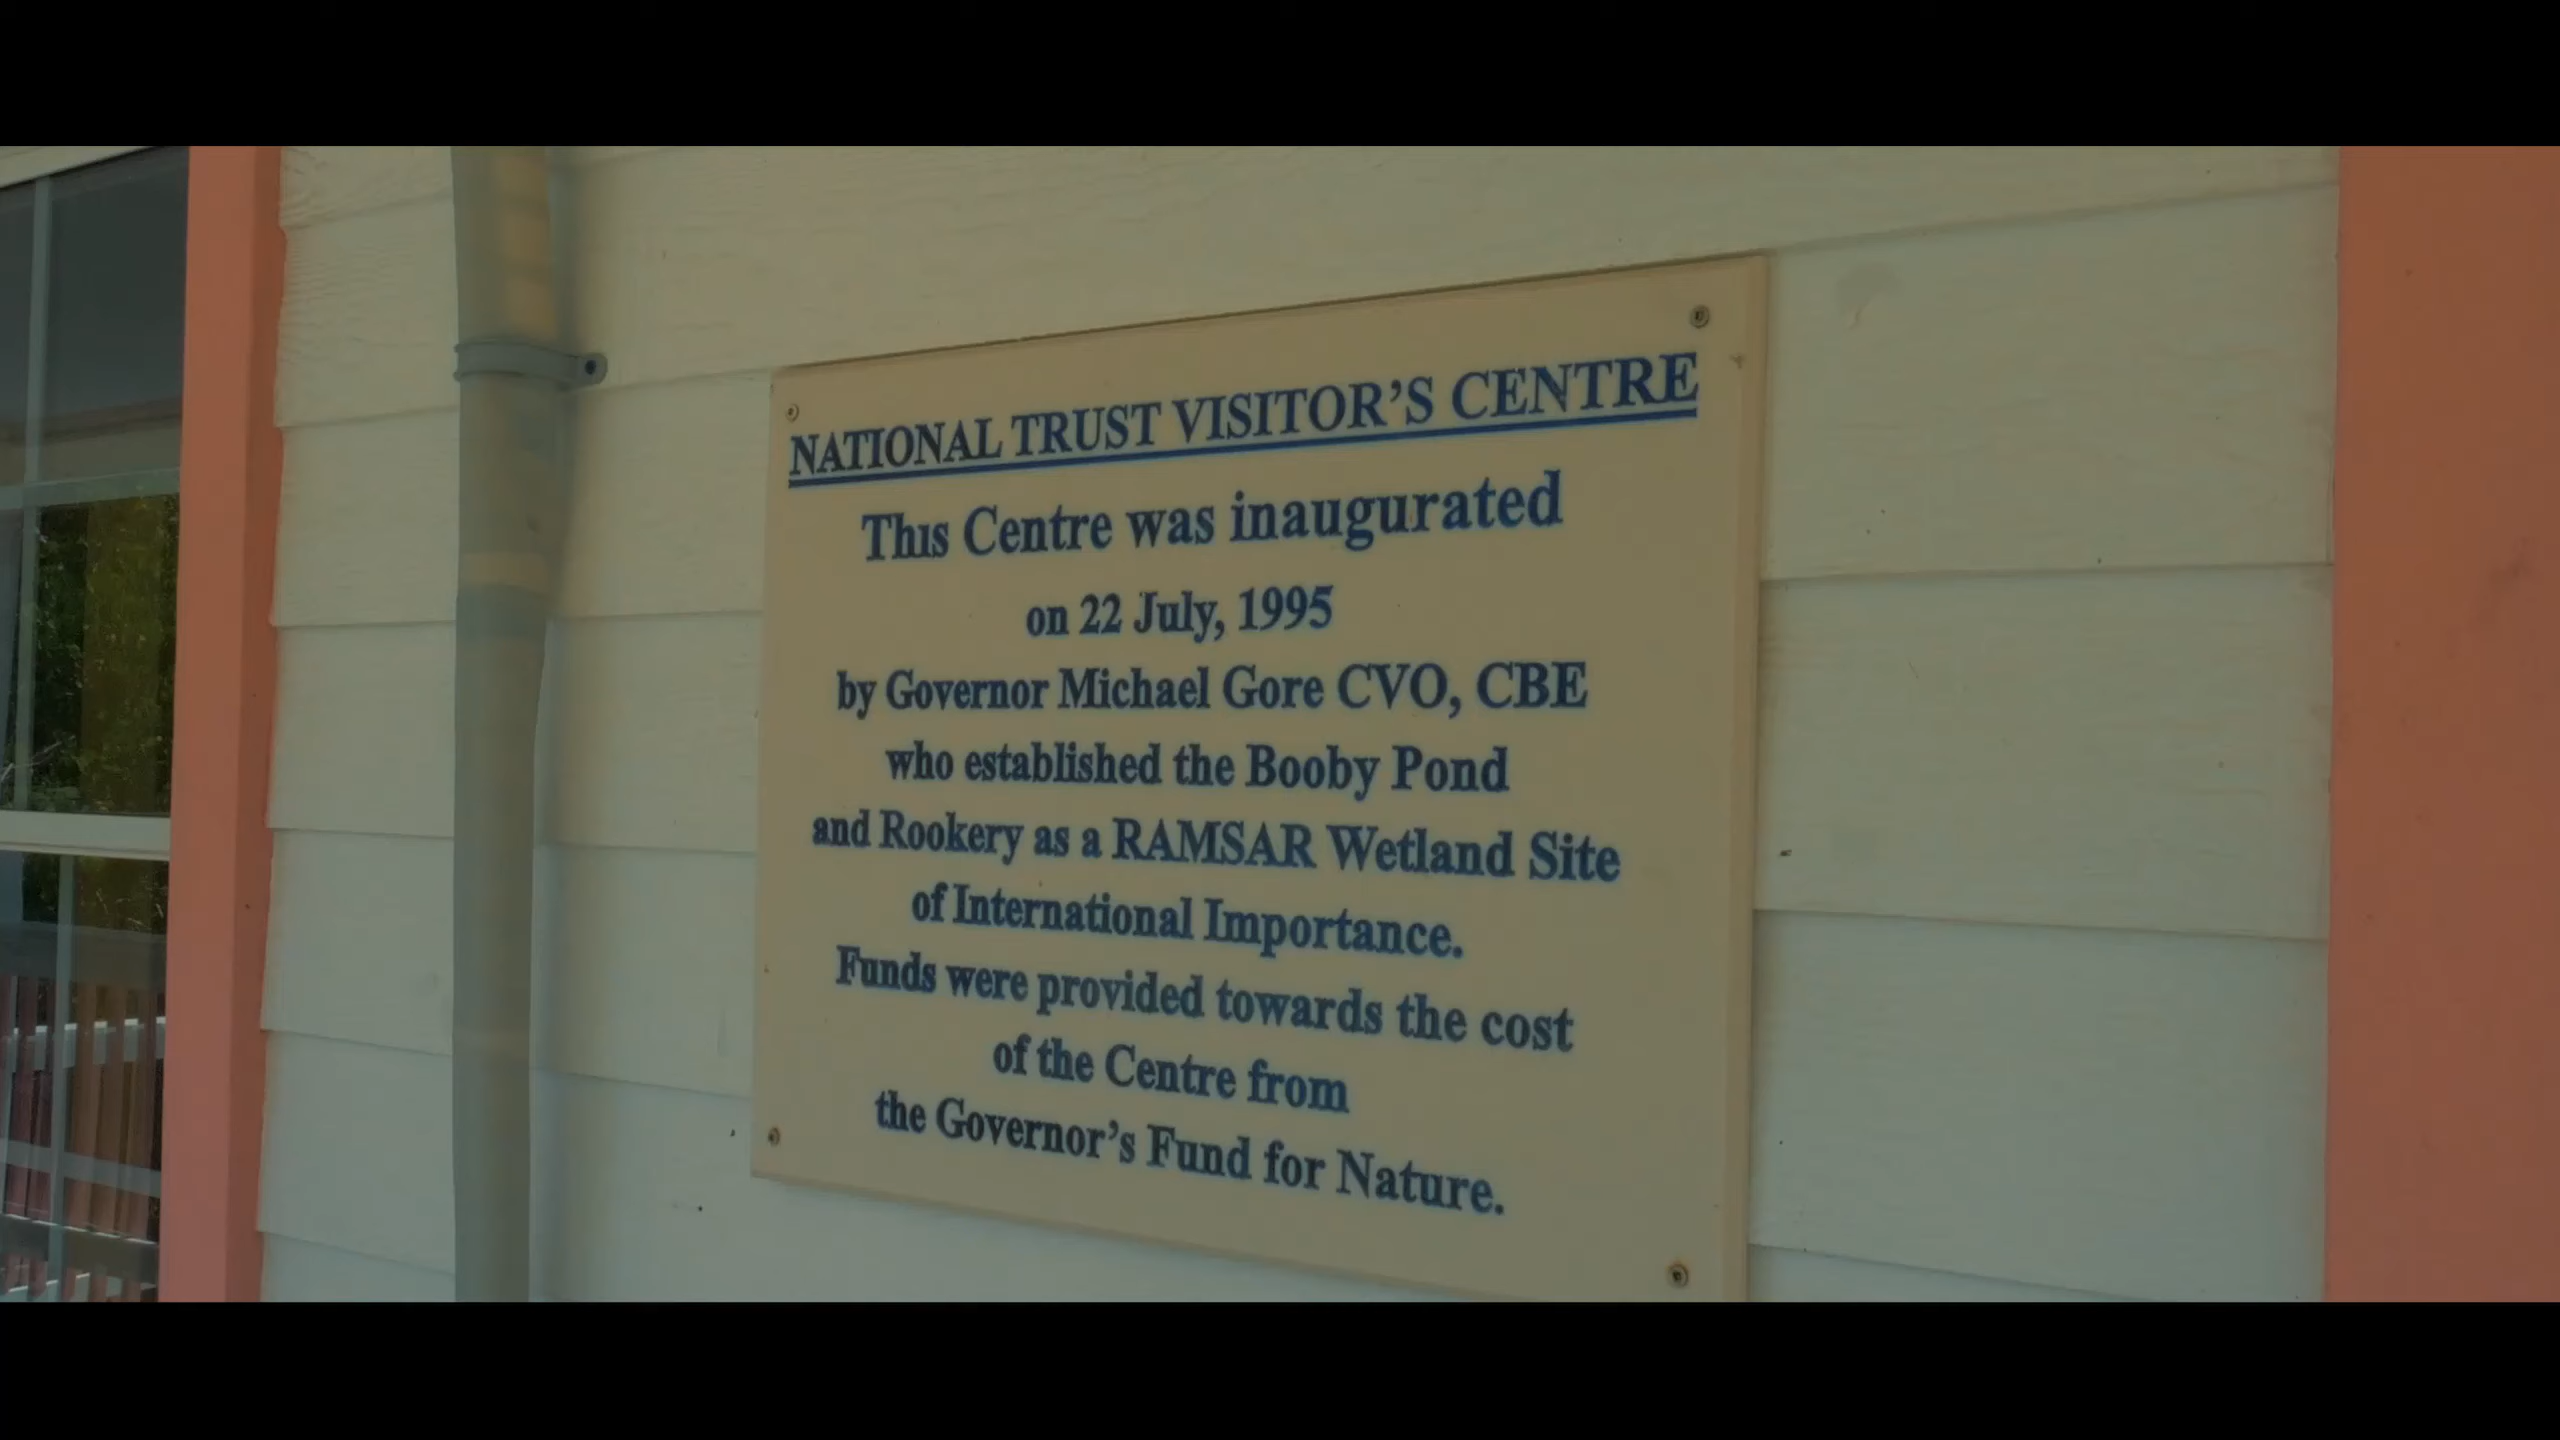 NATIONAL TRUST VISITOR'S CENTRE
This Centre was inaugurated
on 22 July, 1995
by Governor Michael Gore CVO, CBE
who established the Booby Pond
and Rookery as a RAMSAR Wetland Site
of International Importance.
Funds were provided towards the cost
of the Centre from
the Governor's Fund for Nature.